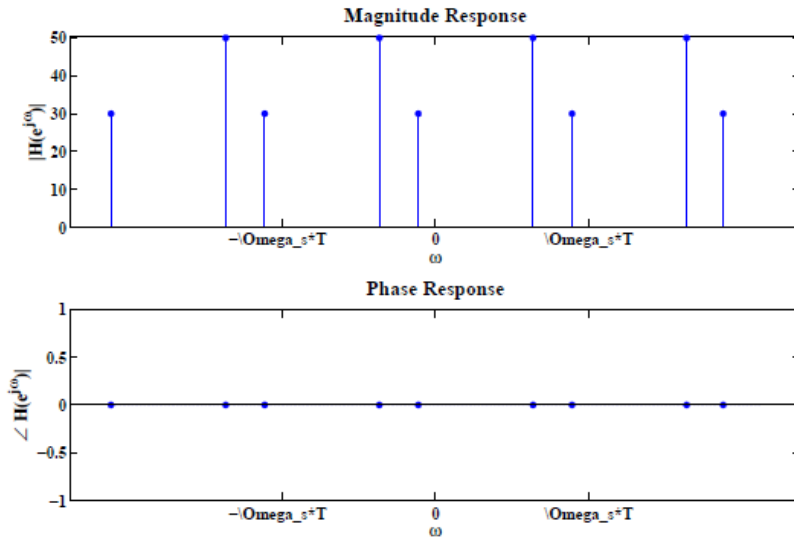 Magnitude Response
50
40
30
20
10
0
|H(e^jω)|
−\Omega_s*T
0
\Omega_s*T
ω
Phase Response
1
0.5
0
−0.5
−1
∠ H(e^jω)|
−\Omega_s*T
0
\Omega_s*T
ω